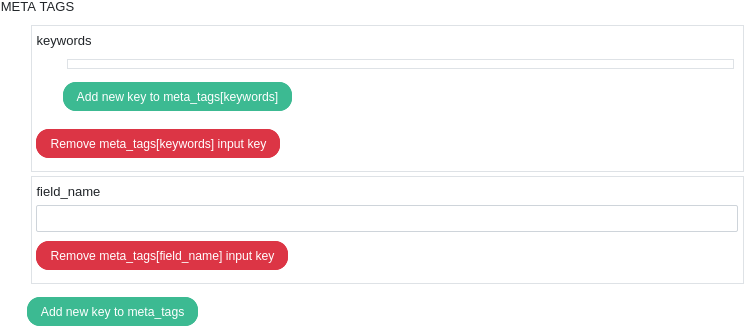 META TAGS
keywords
Add new key to meta_tags[keywords]
Remove meta_tags[keywords] input key
field_name
Remove meta_tags[field_name] input key
Add new key to meta_tags